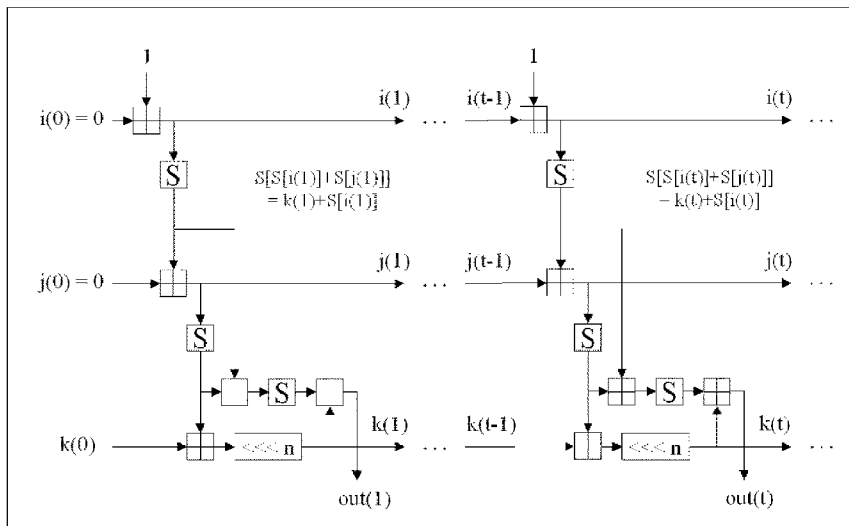 1 1
i(0) = 0 i(1) ... i(t-1) i(t) ...
S S
S[S[i(1)]+S[j(1)]]
= k(1)+S[i(1)]
S[S[i(t)]+S[j(t)]]
– k(t)+S[i(t)]
j(0) = 0 j(1) ... j(t-1) j(t) ...
S S
S S
k(0) <<< n k(1) ... k(t-1) <<< n k(t) ...
out(1) out(t)